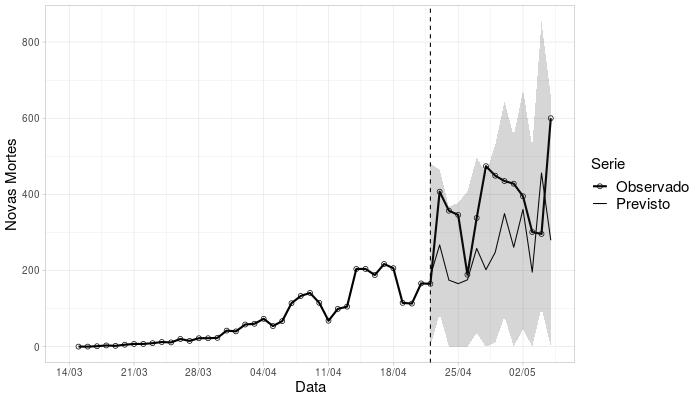 800
600
400
200
0
Novas Mortes
14/03 21/03 28/03 04/04 11/04 18/04 25/04 02/05
Data
Serie
Observado
Previsto